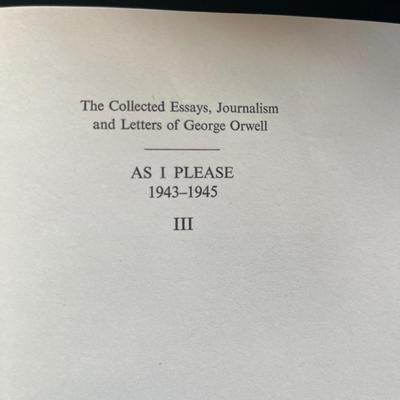 The Collected Essays, Journalism
and Letters of George Orwell
AS I PLEASE
1943–1945
III